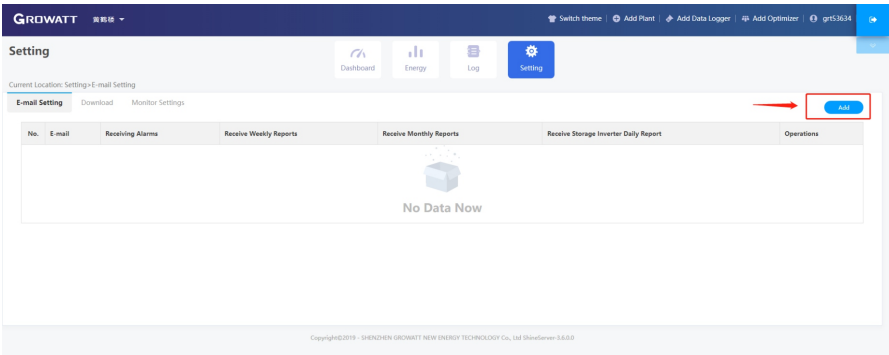 GROWATT 黄鹤楼 Switch theme Add Plant Add Data Logger Add Optimizer grt53634
Setting
Dashboard Energy Log Setting
Current Location: Setting>E-mail Setting
E-mail Setting Download Monitor Settings Add
No. E-mail Receiving Alarms Receive Weekly Reports Receive Monthly Reports Receive Storage Inverter Daily Report Operations
No Data Now
Copyright©2019 - SHENZHEN GROWATT NEW ENERGY TECHNOLOGY Co., Ltd ShineServer-3.6.0.0